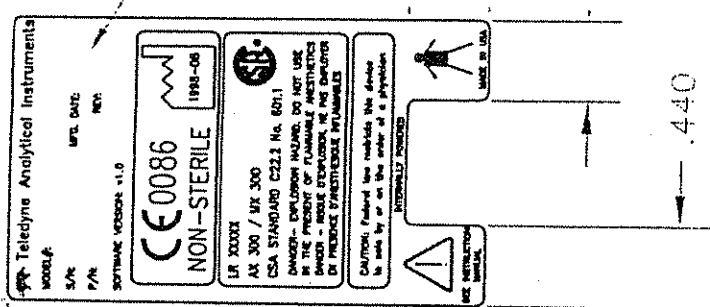 Teledyne Analytical Instruments
MODEL#:
S/N: MFG. DATE:
P/N: REV:
SOFTWARE VERSION: v1.0
CE 0086
1998-06
NON-STERILE
LR XXXXX
AX 300 / MX 300
CSA STANDARD C22.2 No. 601.1
DANGER- EXPLOSION HAZARD. DO NOT USE
IN THE PRESENT OF FLAMMABLE ANESTHETICS
DANGER - RISQUE D'EXPLOSION, NE PAS EMPLOYER
EN PRESENCE D'ANESTHESIQUE INFLAMMABLES
CAUTION: Federal law restricts this device
to sale by or on the order of a physician
INTERNALLY POWERED
SEE INSTRUCTION
MANUAL
MADE IN USA
.440